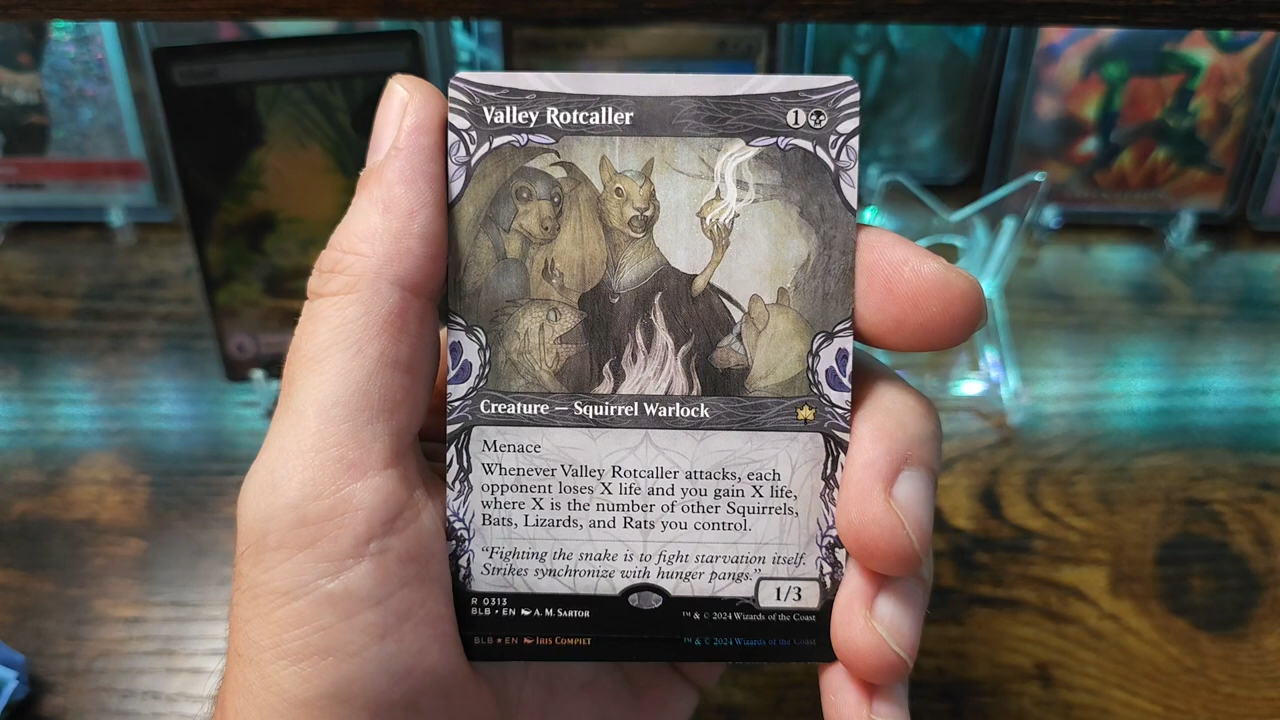 Valley Rotcaller 1
Creature — Squirrel Warlock
Menace
Whenever Valley Rotcaller attacks, each
opponent loses X life and you gain X life,
where X is the number of other Squirrels,
Bats, Lizards, and Rats you control.
“Fighting the snake is to fight starvation itself.
Strikes synchronize with hunger pangs.”
1/3
R 0313
BLB • EN A. M. Sartor ™ & © 2024 Wizards of the Coast
BLB ★ EN Iris Compiet ™ & © 2024 Wizards of the Coast